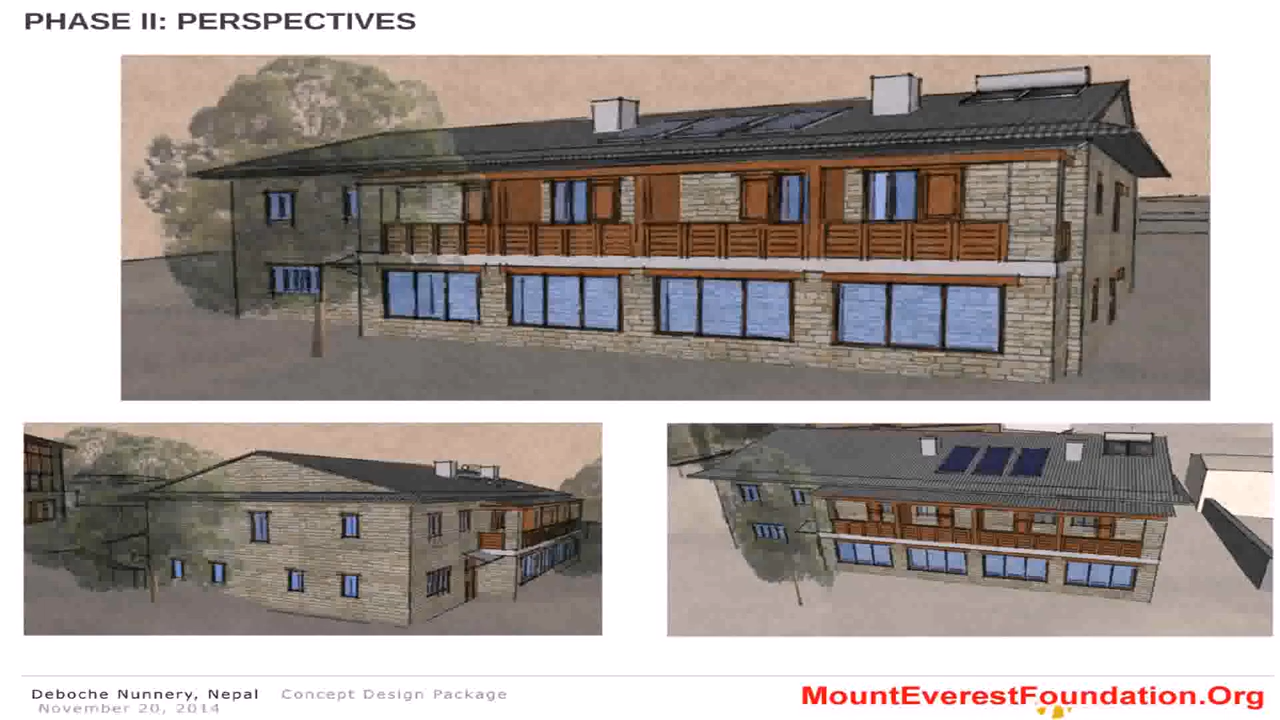 PHASE II: PERSPECTIVES
Deboche Nunnery, Nepal Concept Design Package
November 20, 2014
MountEverestFoundation.Org